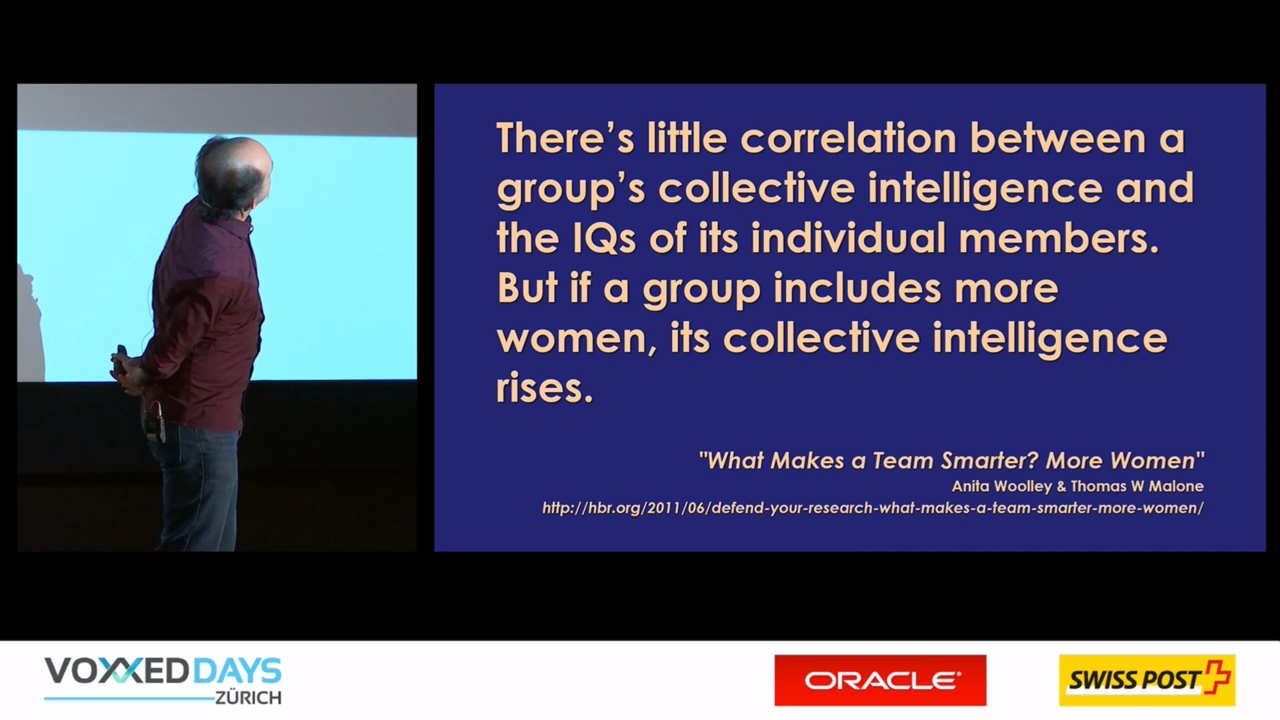 There's little correlation between a
group's collective intelligence and
the IQs of its individual members.
But if a group includes more
women, its collective intelligence
rises.
"What Makes a Team Smarter? More Women"
Anita Woolley & Thomas W Malone
http://hbr.org/2011/06/defend-your-research-what-makes-a-team-smarter-more-women/
VOXXED DAYS
ZÜRICH
ORACLE®
SWISS POST